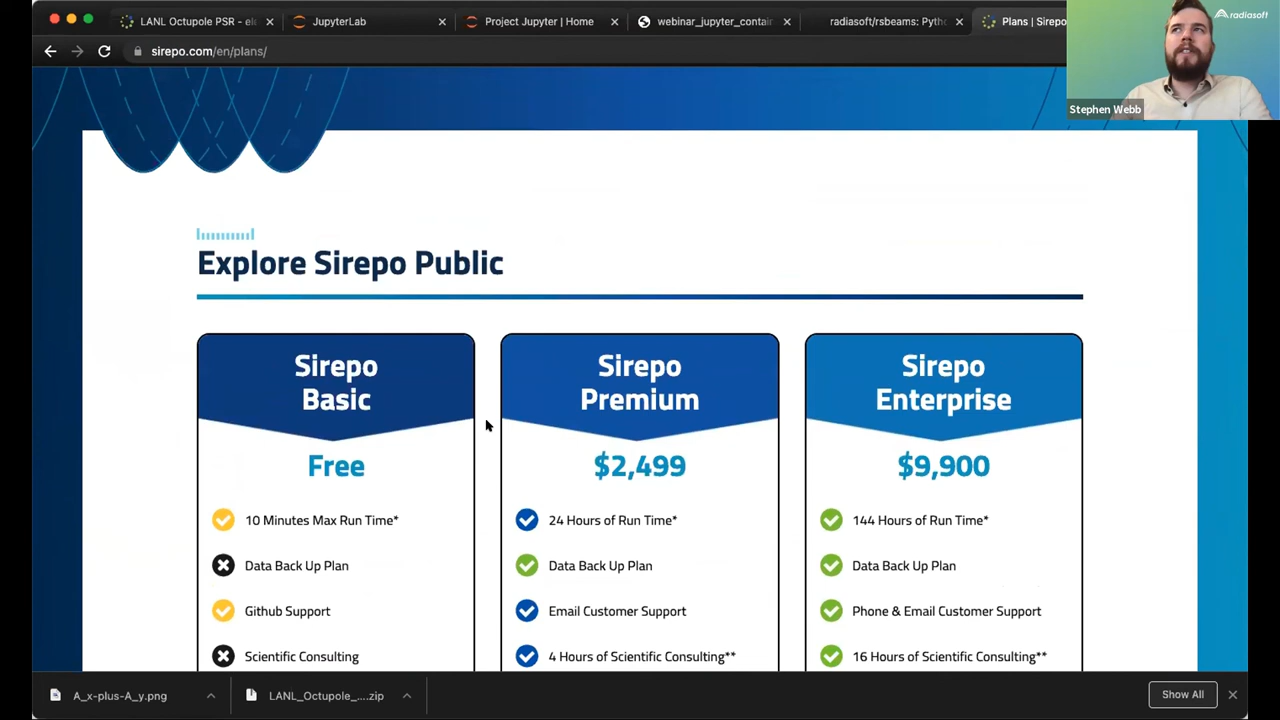 LANL Octupole PSR - ele
JupyterLab
Project Jupyter | Home
webinar_jupyter_contain
radiasoft/rsbeams: Pytho
Plans | Sirepo
radiasoft
sirepo.com/en/plans/
Stephen Webb
Explore Sirepo Public
Sirepo
Basic
Free
10 Minutes Max Run Time*
Data Back Up Plan
Github Support
Scientific Consulting
Sirepo
Premium
$2,499
24 Hours of Run Time*
Data Back Up Plan
Email Customer Support
4 Hours of Scientific Consulting**
Sirepo
Enterprise
$9,900
144 Hours of Run Time*
Data Back Up Plan
Phone & Email Customer Support
16 Hours of Scientific Consulting**
A_x-plus-A_y.png
LANL_Octupole_....zip
Show All